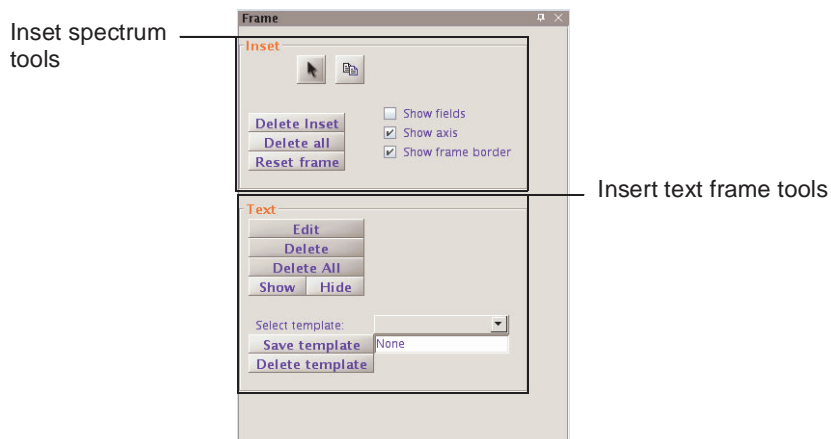 Frame
Inset spectrum
tools
Inset
Show fields
Delete Inset
Show axis
Delete all
Show frame border
Reset frame
Insert text frame tools
Text
Edit
Delete
Delete All
Show Hide
Select template:
Save template None
Delete template